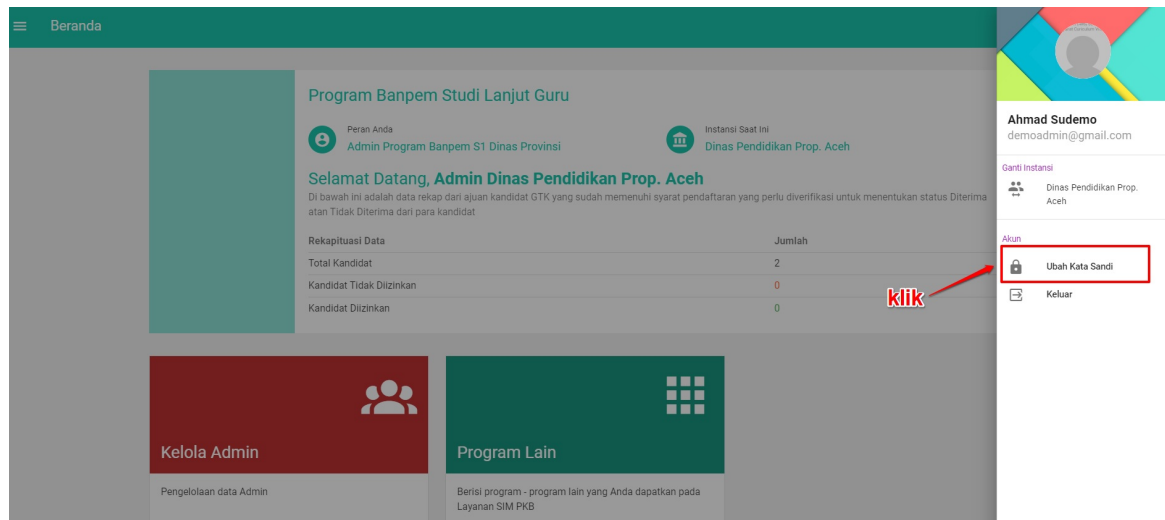 Beranda
Program Banpem Studi Lanjut Guru
Peran Anda
Admin Program Banpem S1 Dinas Provinsi
Instansi Saat Ini
Dinas Pendidikan Prop. Aceh
Selamat Datang, Admin Dinas Pendidikan Prop. Aceh
Di bawah ini adalah data rekap dari ajuan kandidat GTK yang sudah memenuhi syarat pendaftaran yang perlu diverifikasi untuk menentukan status Diterima
atan Tidak Diterima dari para kandidat
Rekapituasi Data Jumlah
Total Kandidat 2
Kandidat Tidak Diizinkan 0
Kandidat Diizinkan 0
Kelola Admin
Pengelolaan data Admin
Program Lain
Berisi program - program lain yang Anda dapatkan pada
Layanan SIM PKB
Ahmad Sudemo
demoadmin@gmail.com
Ganti Instansi
Dinas Pendidikan Prop.
Aceh
Akun
Ubah Kata Sandi
Keluar
klik